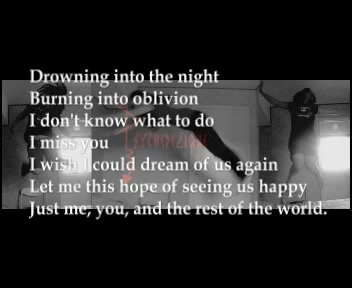 Drowning into the night
Burning into oblivion
I don't know what to do
I miss you
I wish I could dream of us again
Let me this hope of seeing us happy
Just me, you, and the rest of the world.